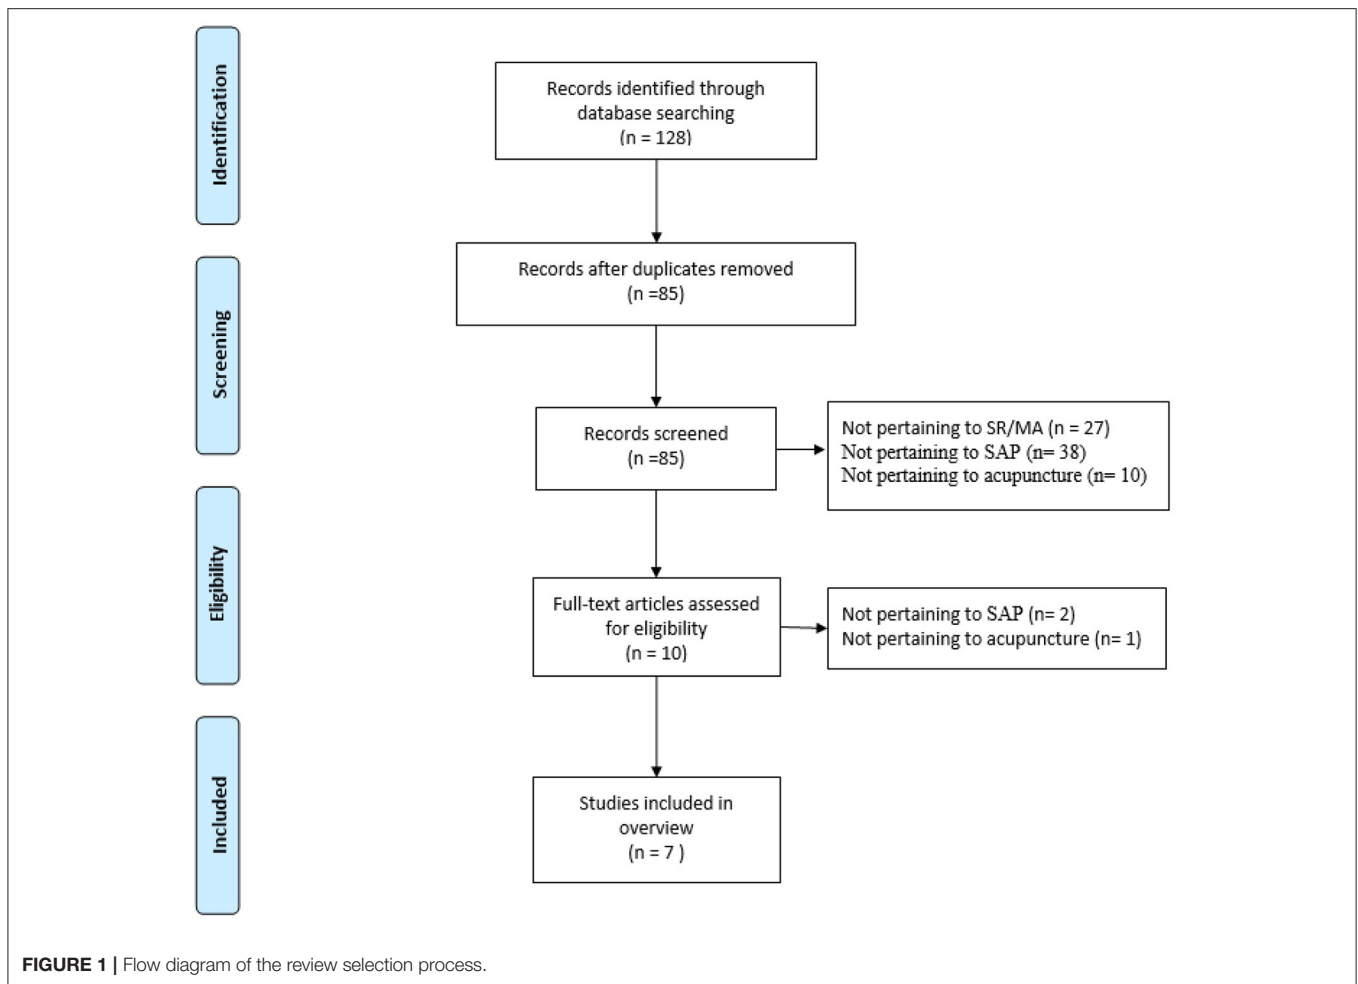 Identification
Records identified through
database searching
(n = 128)
Records after duplicates removed
(n =85)
Screening
Records screened
(n =85)
Not pertaining to SR/MA (n = 27)
Not pertaining to SAP (n= 38)
Not pertaining to acupuncture (n= 10)
Eligibility
Full-text articles assessed
for eligibility
(n = 10)
Not pertaining to SAP (n= 2)
Not pertaining to acupuncture (n= 1)
Included
Studies included in
overview
(n = 7 )
FIGURE 1 | Flow diagram of the review selection process.